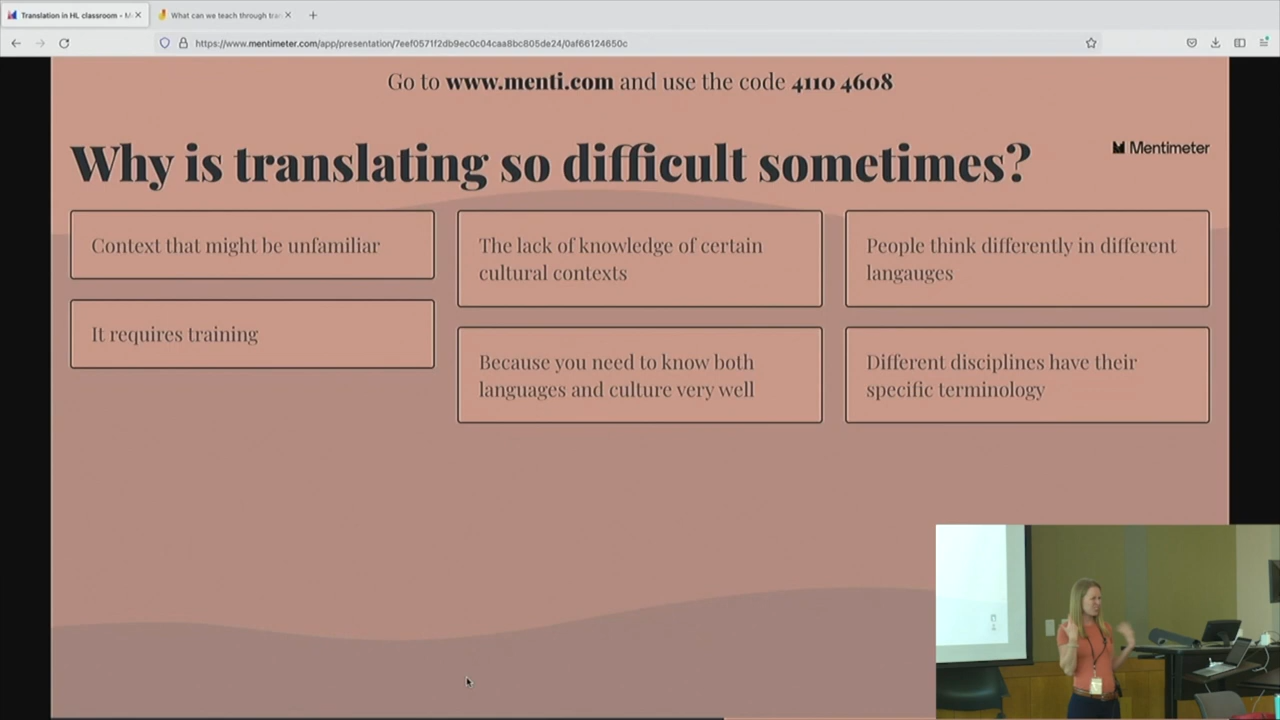 Translation in HL classroom - M
What can we teach through tran
https://www.mentimeter.com/app/presentation/7eef0571f2db9ec0c04caa8bc805de24/0af66124650c
Go to www.menti.com and use the code 4110 4608
Why is translating so difficult sometimes?
Mentimeter
Context that might be unfamiliar
It requires training
The lack of knowledge of certain
cultural contexts
Because you need to know both
languages and culture very well
People think differently in different
langauges
Different disciplines have their
specific terminology